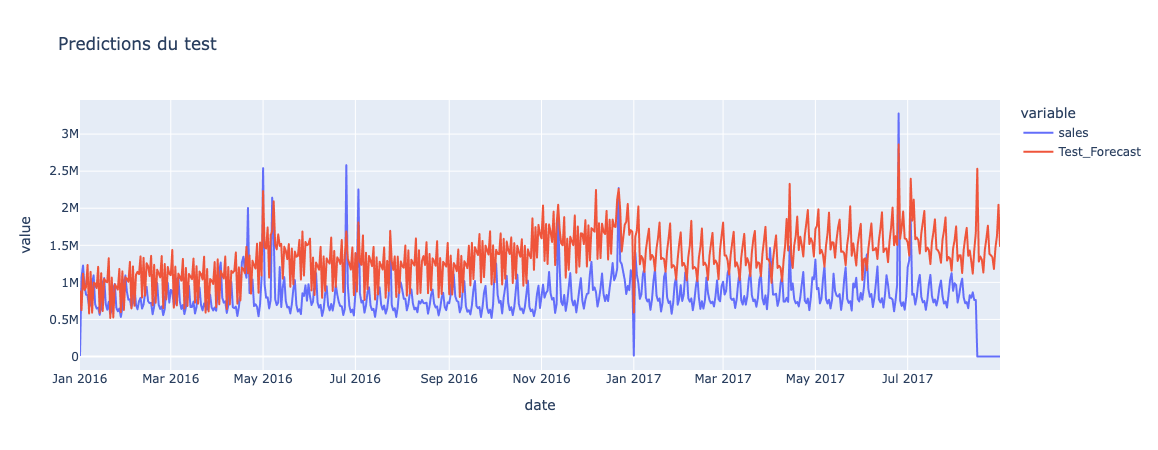 Predictions du test
variable
sales
Test_Forecast
value
3M
2.5M
2M
1.5M
1M
0.5M
0
Jan 2016
Mar 2016
May 2016
Jul 2016
Sep 2016
Nov 2016
Jan 2017
Mar 2017
May 2017
Jul 2017
date